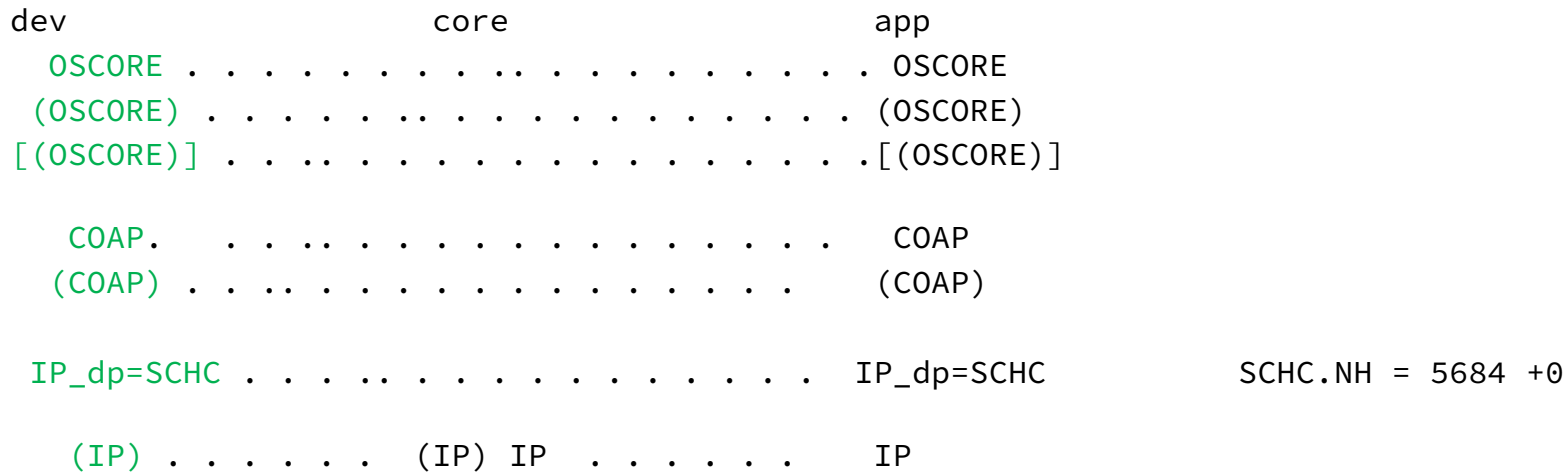 dev core app
OSCORE . . . . . . . . .. . . . . . . . . . OSCORE
(OSCORE) . . . . . .. . . . . . . . . . . . (OSCORE)
[(OSCORE)] . . .. . . . . . . . . . . . . . .[(OSCORE)]
COAP. . . .. . . . . . . . . . . . . . COAP
(COAP) . . .. . . . . . . . . . . . . . (COAP)
IP_dp=SCHC . . . .. . . . . . . . . . . . IP_dp=SCHC SCHC.NH = 5684 +0
(IP) . . . . . . (IP) IP . . . . . . IP